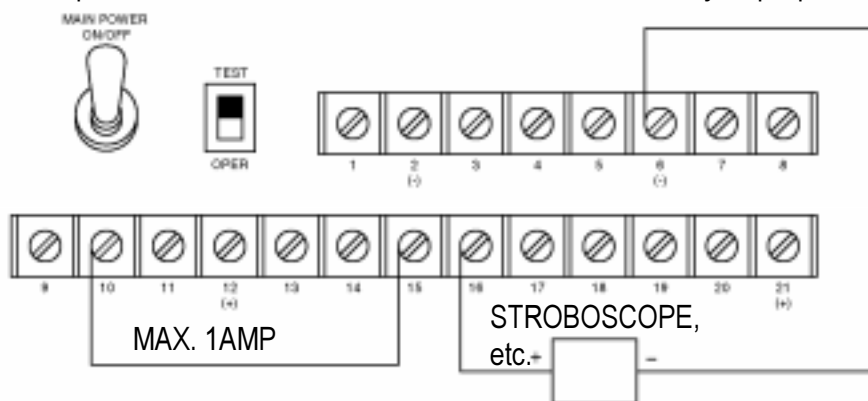 MAIN POWER
ON/OFF
TEST
OPER
1 2 3 4 5 6 7 8
(-) (-)
9 10 11 12 13 14 15 16 17 18 19 20 21
(+) (+)
MAX. 1AMP
STROBOSCOPE,
etc.+ -